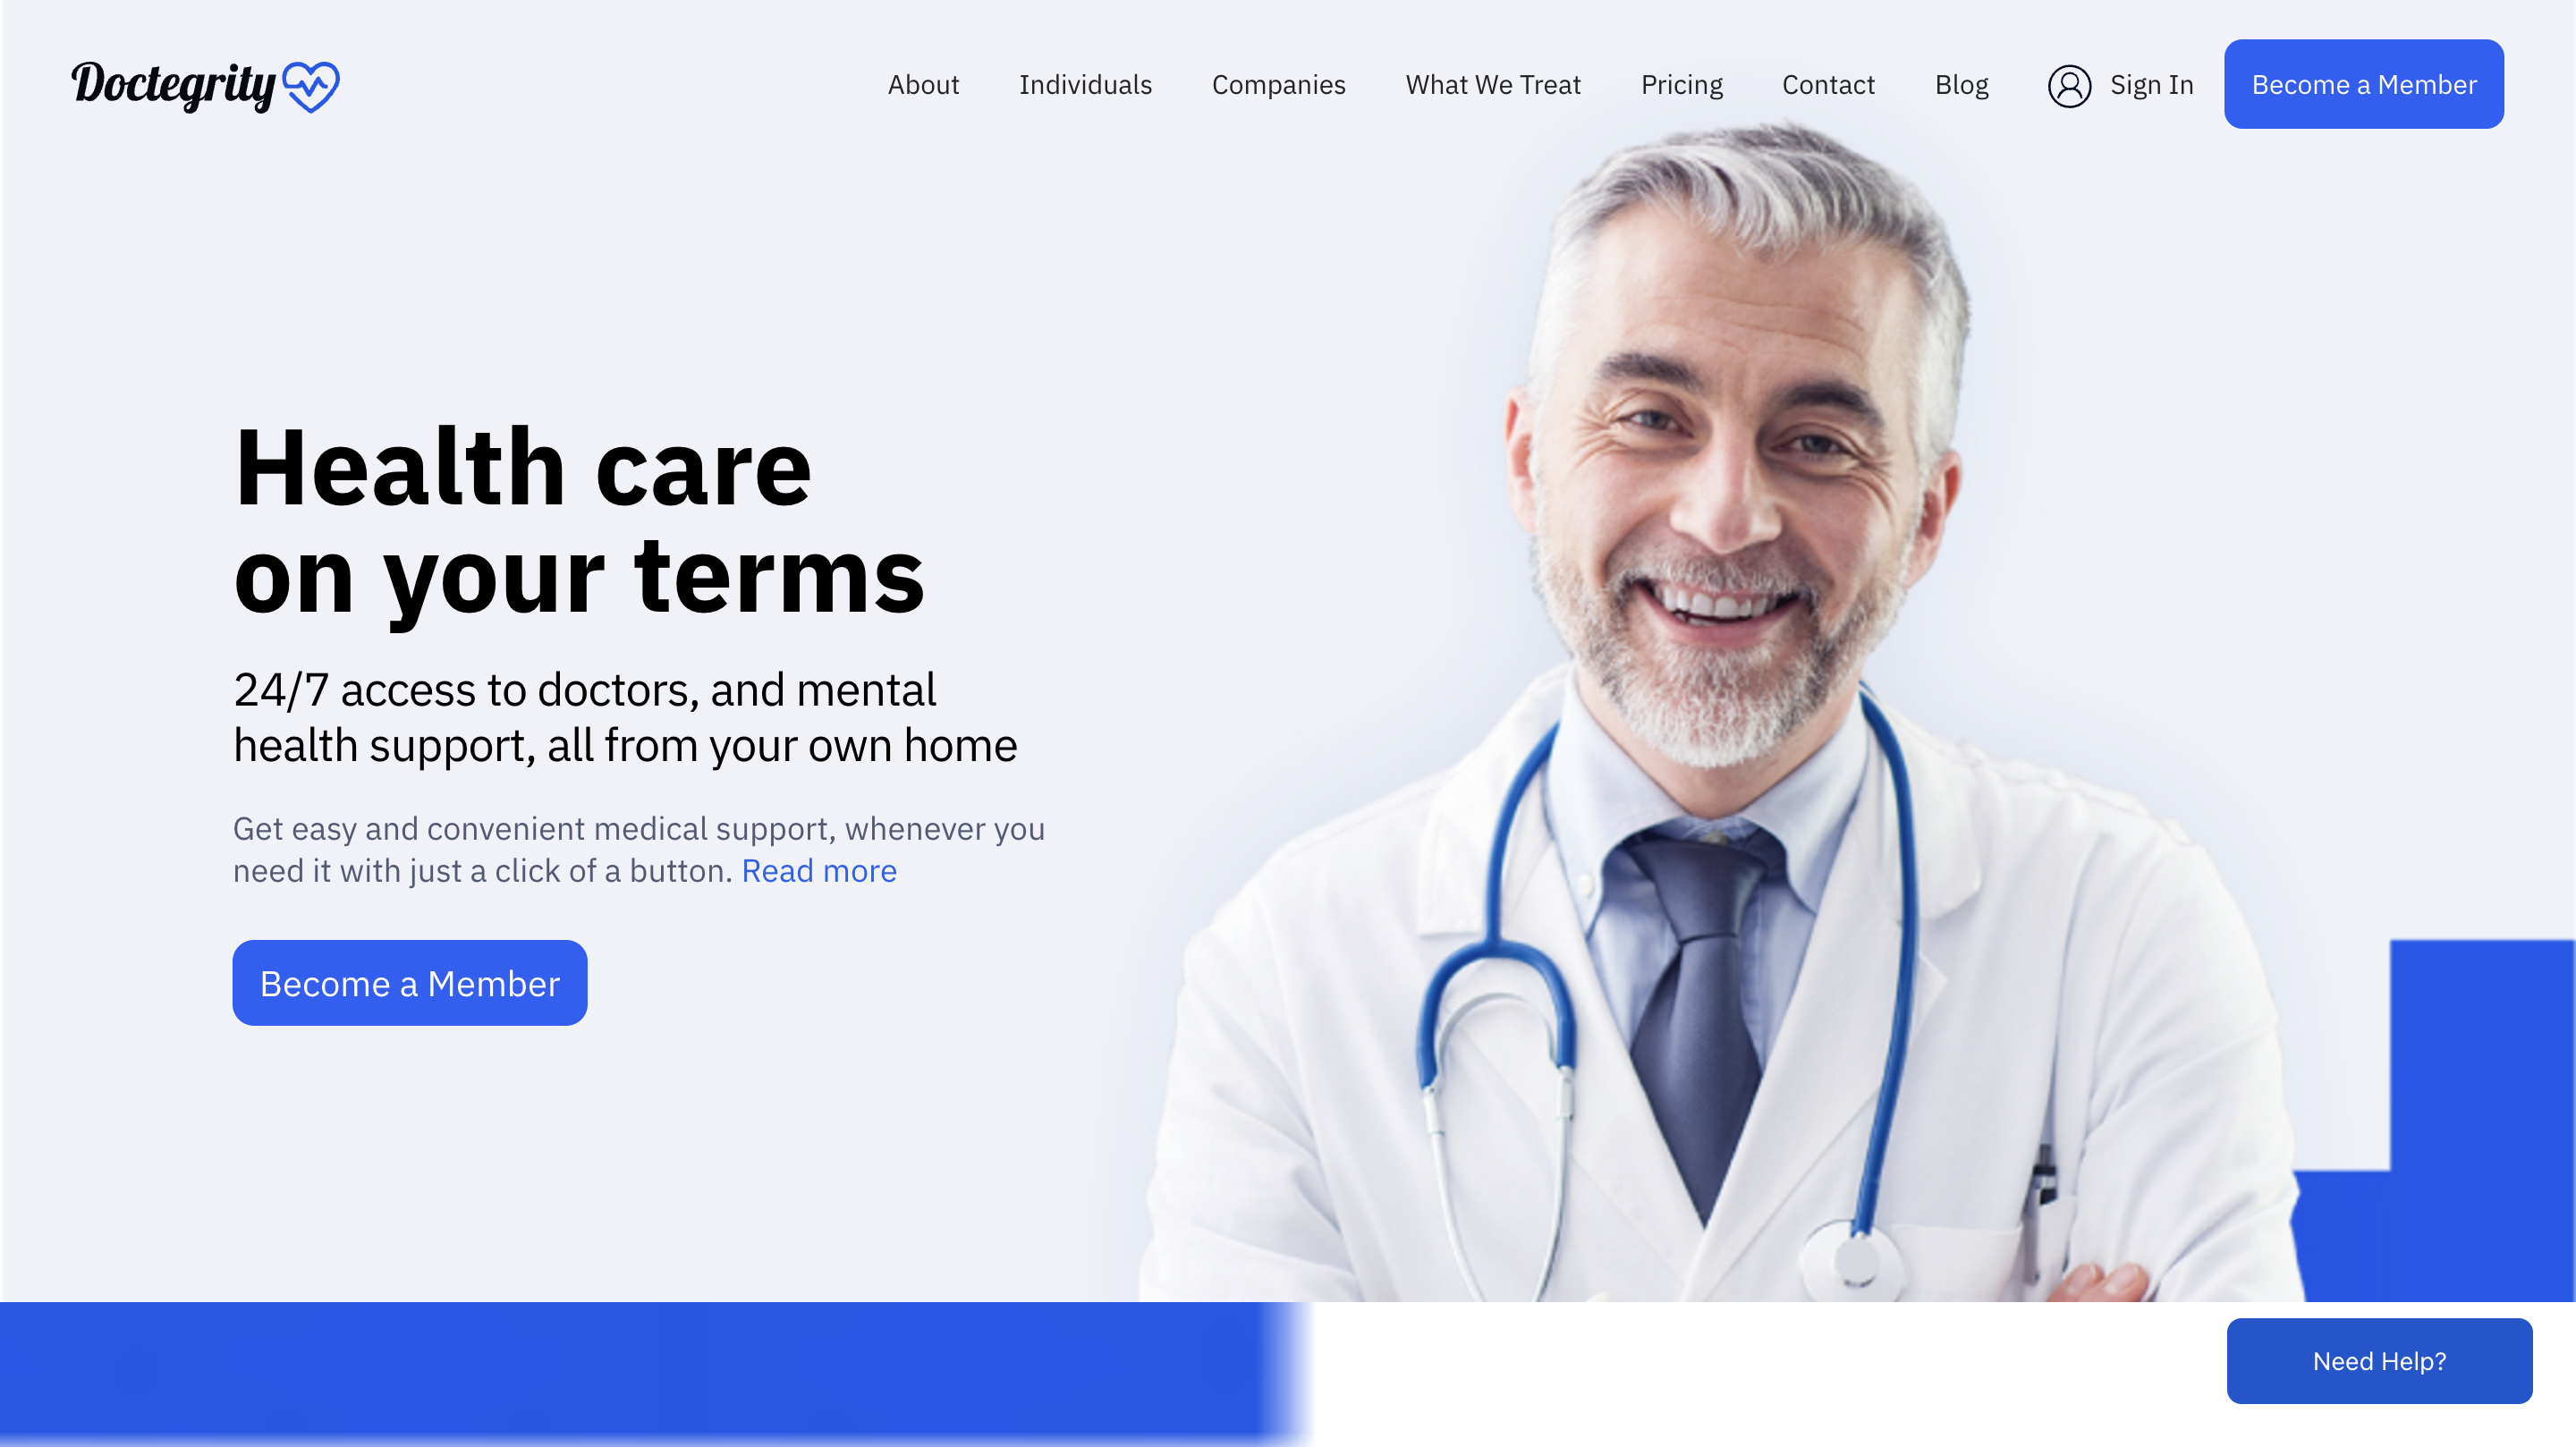 Doctegrity
About
Individuals
Companies
What We Treat
Pricing
Contact
Blog
Sign In
Become a Member
Health care
on your terms
24/7 access to doctors, and mental
health support, all from your own home
Get easy and convenient medical support, whenever you
need it with just a click of a button. Read more
Become a Member
Need Help?